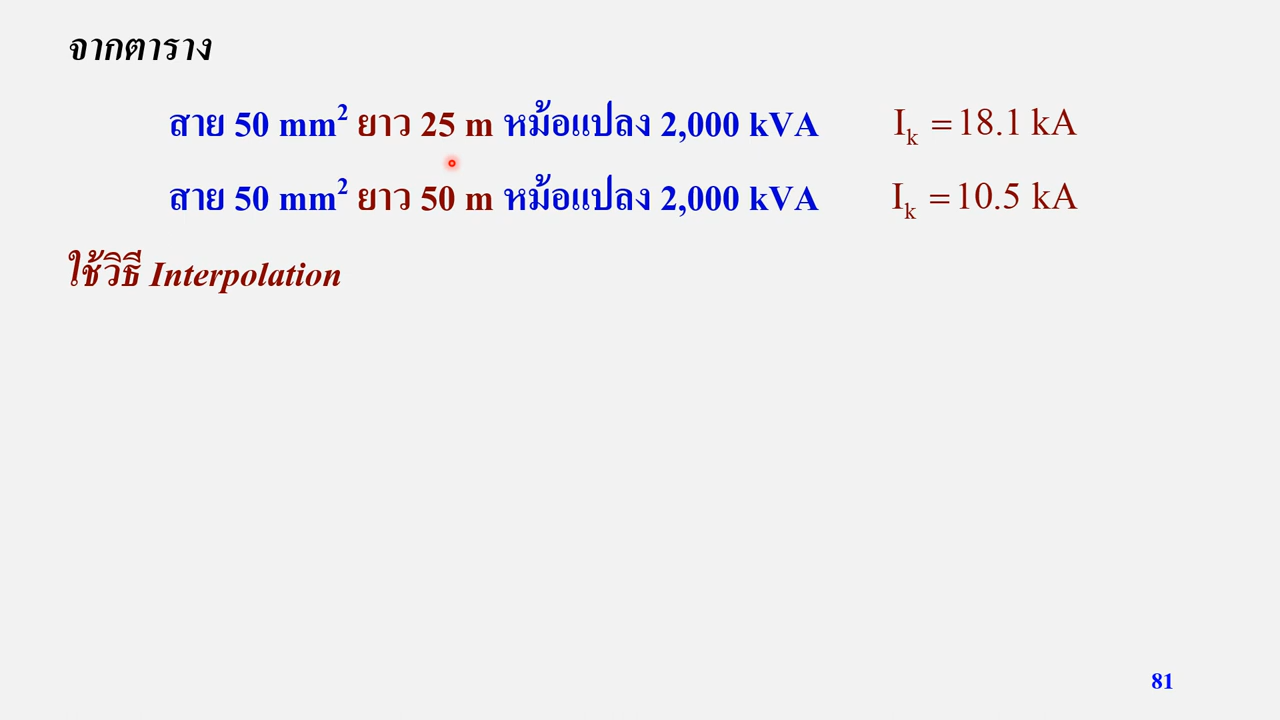 จากตาราง
สาย 50 mm² ยาว 25 m หม้อแปลง 2,000 kVA Iₖ = 18.1 kA
สาย 50 mm² ยาว 50 m หม้อแปลง 2,000 kVA Iₖ = 10.5 kA
ใช้วิธี Interpolation
81